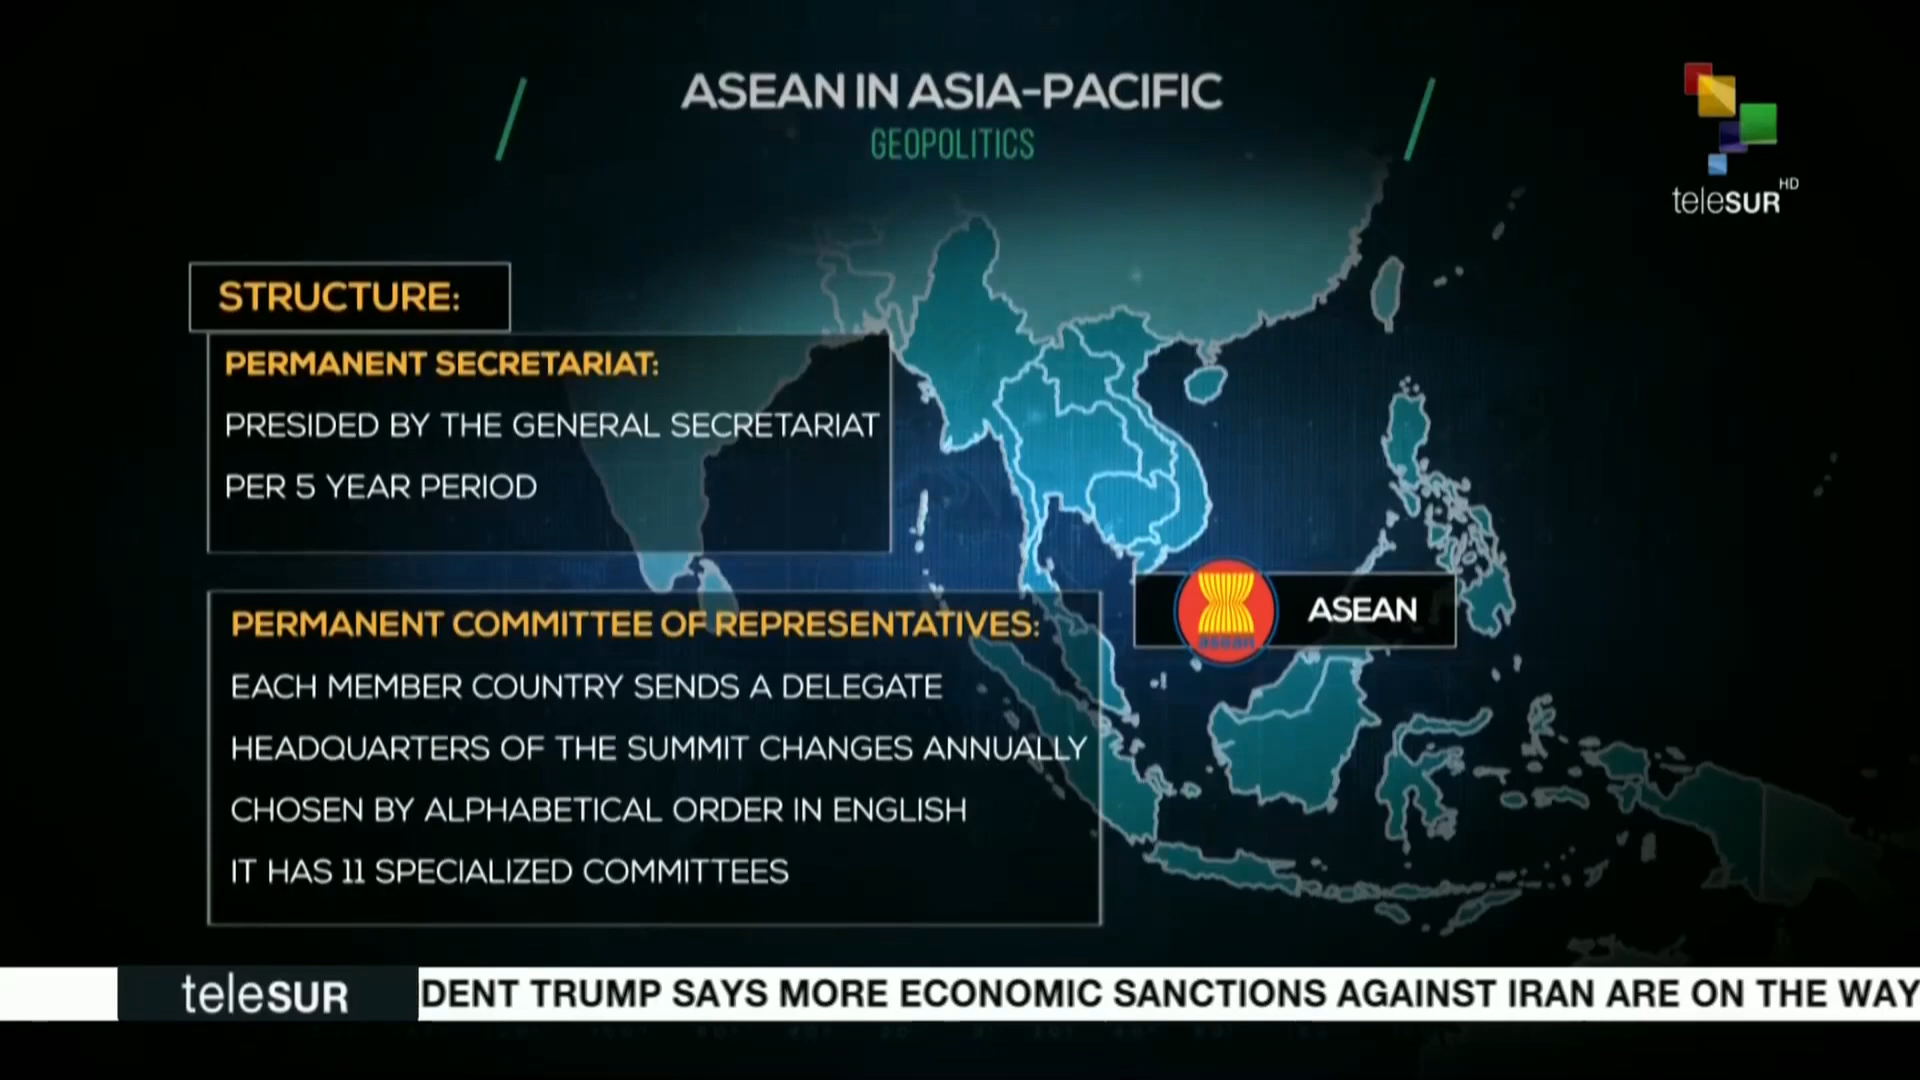 ASEAN IN ASIA-PACIFIC
GEOPOLITICS
teleSUR HD
STRUCTURE:
PERMANENT SECRETARIAT:
PRESIDED BY THE GENERAL SECRETARIAT
PER 5 YEAR PERIOD
PERMANENT COMMITTEE OF REPRESENTATIVES:
EACH MEMBER COUNTRY SENDS A DELEGATE
HEADQUARTERS OF THE SUMMIT CHANGES ANNUALLY
CHOSEN BY ALPHABETICAL ORDER IN ENGLISH
IT HAS 11 SPECIALIZED COMMITTEES
asean
ASEAN
teleSUR
DENT TRUMP SAYS MORE ECONOMIC SANCTIONS AGAINST IRAN ARE ON THE WAY